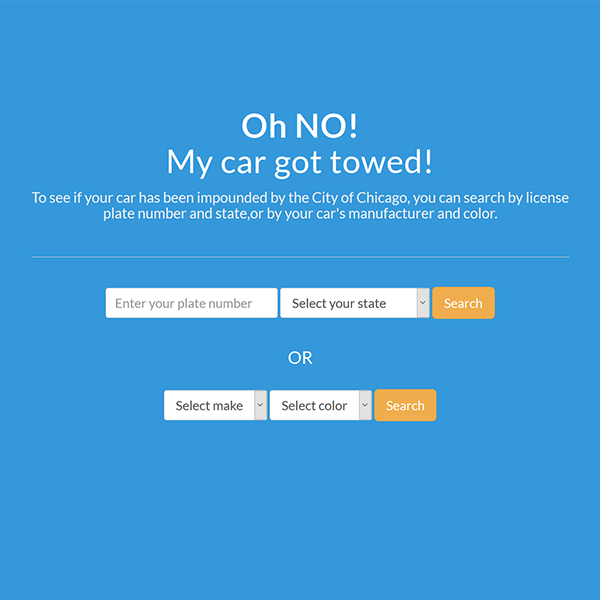 Oh NO!
My car got towed!
To see if your car has been impounded by the City of Chicago, you can search by license
plate number and state,or by your car's manufacturer and color.
Enter your plate number Select your state Search
OR
Select make Select color Search